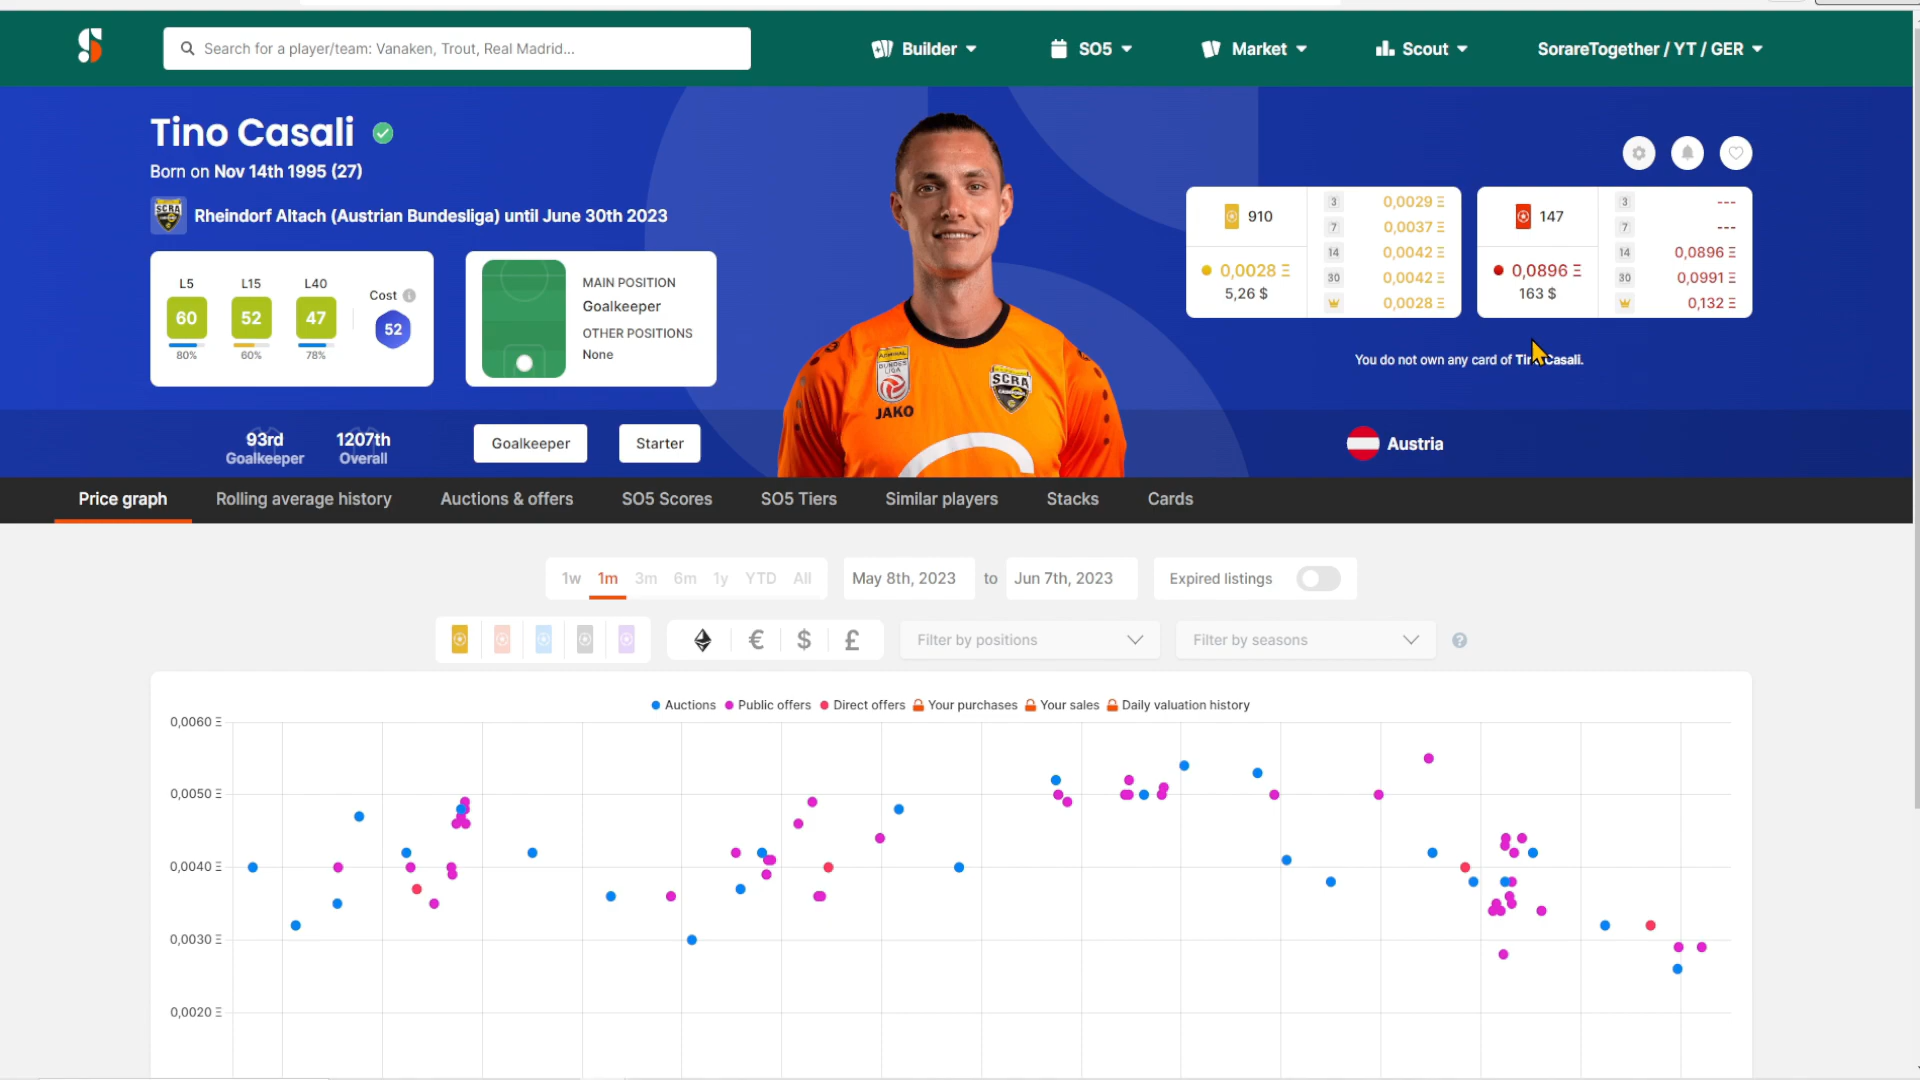 Search for a player/team: Vanaken, Trout, Real Madrid...
Builder
SO5
Market
Scout
SorareTogether / YT / GER
Tino Casali
Born on Nov 14th 1995 (27)
SCRA
Rheindorf Altach (Austrian Bundesliga) until June 30th 2023
L5
L15
L40
Cost
60
52
47
52
80%
60%
78%
MAIN POSITION
Goalkeeper
OTHER POSITIONS
None
ADMIRAL
BUNDES
LIGA
JAKO
SCRA
910
0,0028 Ξ
5,26 $
3 0,0029 Ξ
7 0,0037 Ξ
14 0,0042 Ξ
30 0,0042 Ξ
0,0028 Ξ
147
0,0896 Ξ
163 $
3 ---
7 ---
14 0,0896 Ξ
30 0,0991 Ξ
0,132 Ξ
You do not own any card of Tino Casali.
93rd
Goalkeeper
1207th
Overall
Goalkeeper
Starter
Austria
Price graph
Rolling average history
Auctions & offers
SO5 Scores
SO5 Tiers
Similar players
Stacks
Cards
1w 1m 3m 6m 1y YTD All
May 8th, 2023 to Jun 7th, 2023
Expired listings
€ $ £
Filter by positions
Filter by seasons
?
Auctions Public offers Direct offers Your purchases Your sales Daily valuation history
0,0060 Ξ
0,0050 Ξ
0,0040 Ξ
0,0030 Ξ
0,0020 Ξ